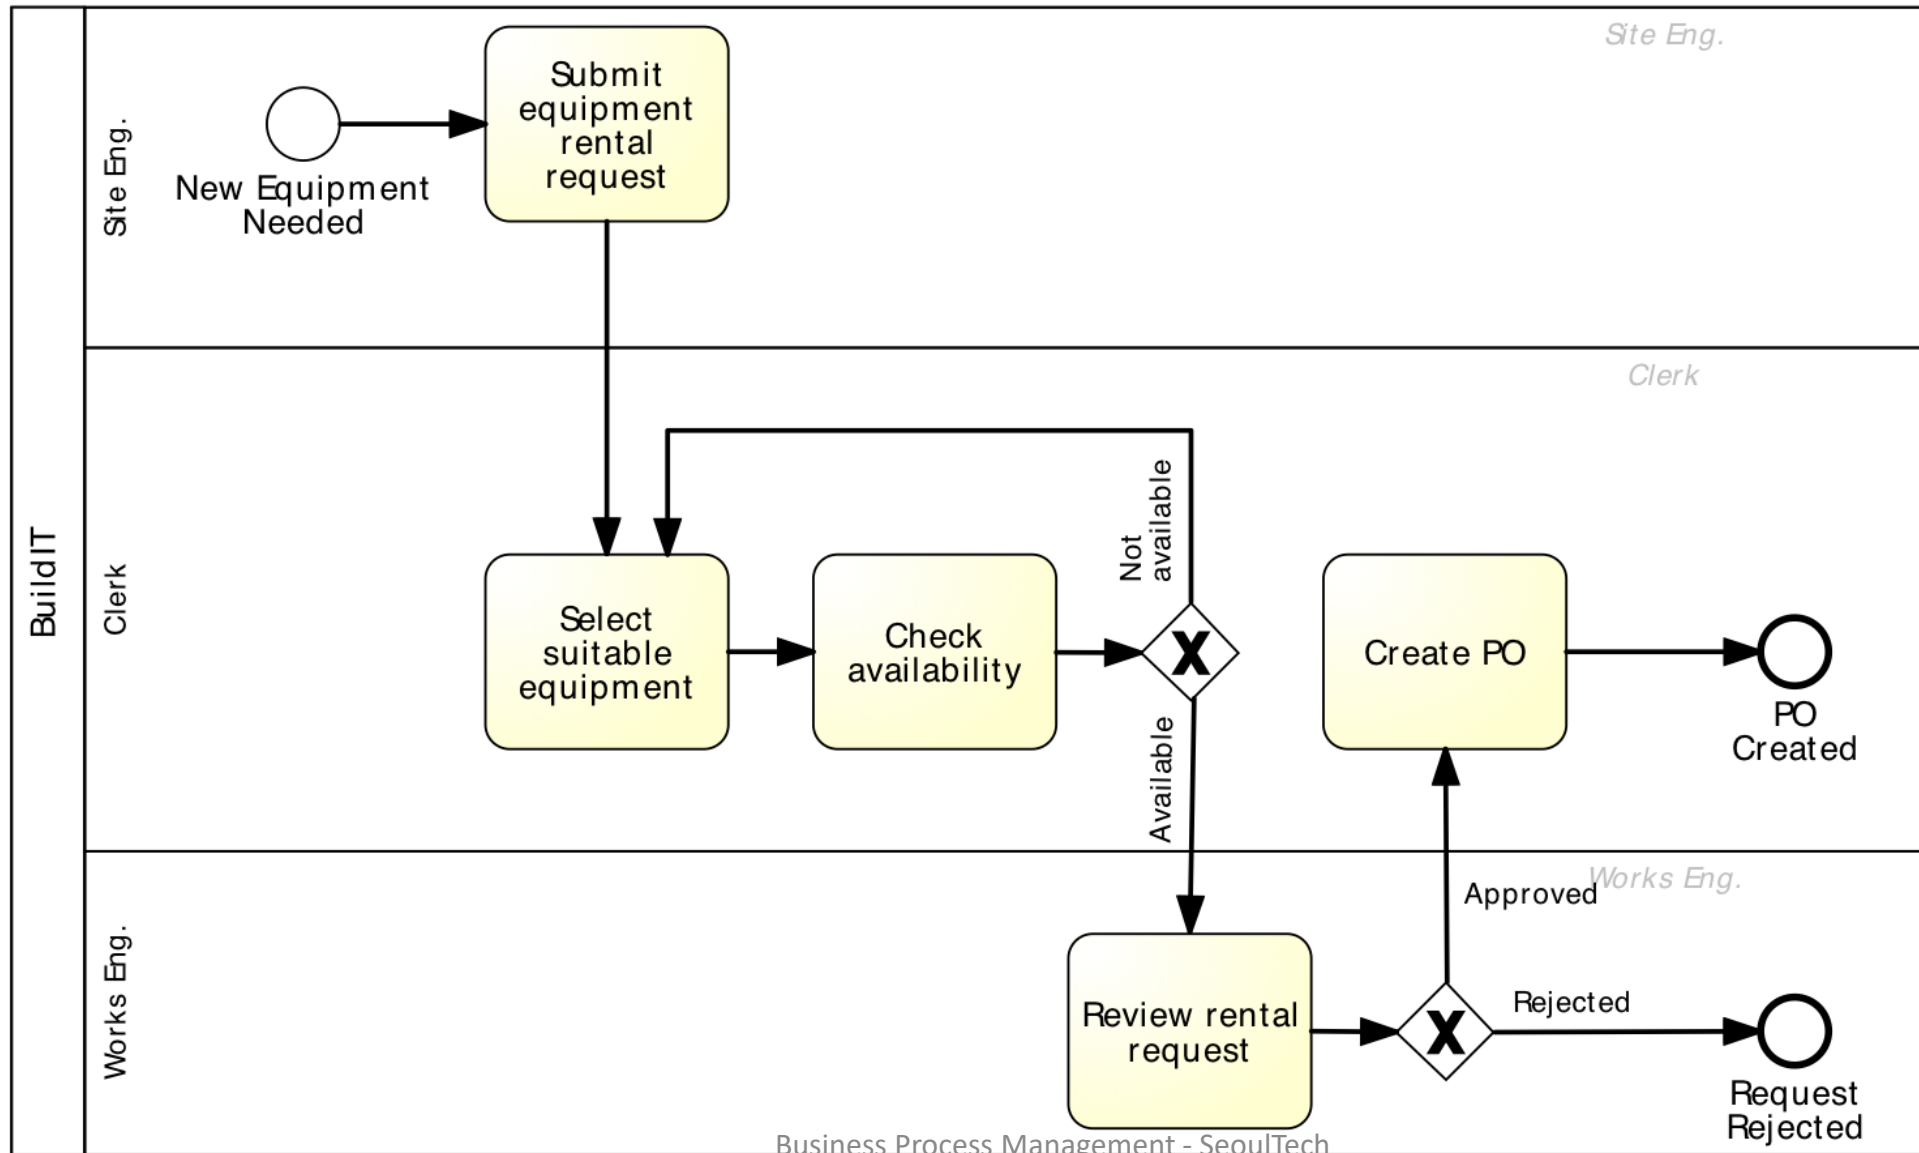 BuildIT
Site Eng.
Site Eng.
New Equipment
Needed
Submit
equipment
rental
request
Clerk
Clerk
Select
suitable
equipment
Check
availability
Not
available
Available
X
Create PO
PO
Created
Works Eng.
Works Eng.
Review rental
request
X
Approved
Rejected
Request
Rejected
Business Process Management - SeoulTech